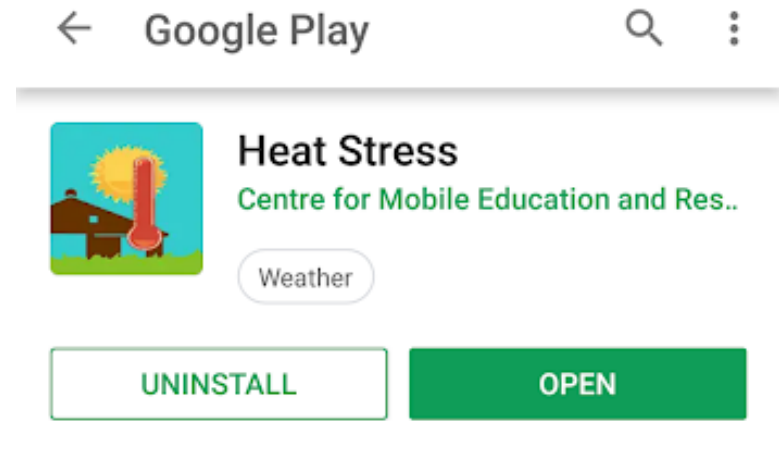 Google Play
Heat Stress
Centre for Mobile Education and Res..
Weather
UNINSTALL OPEN